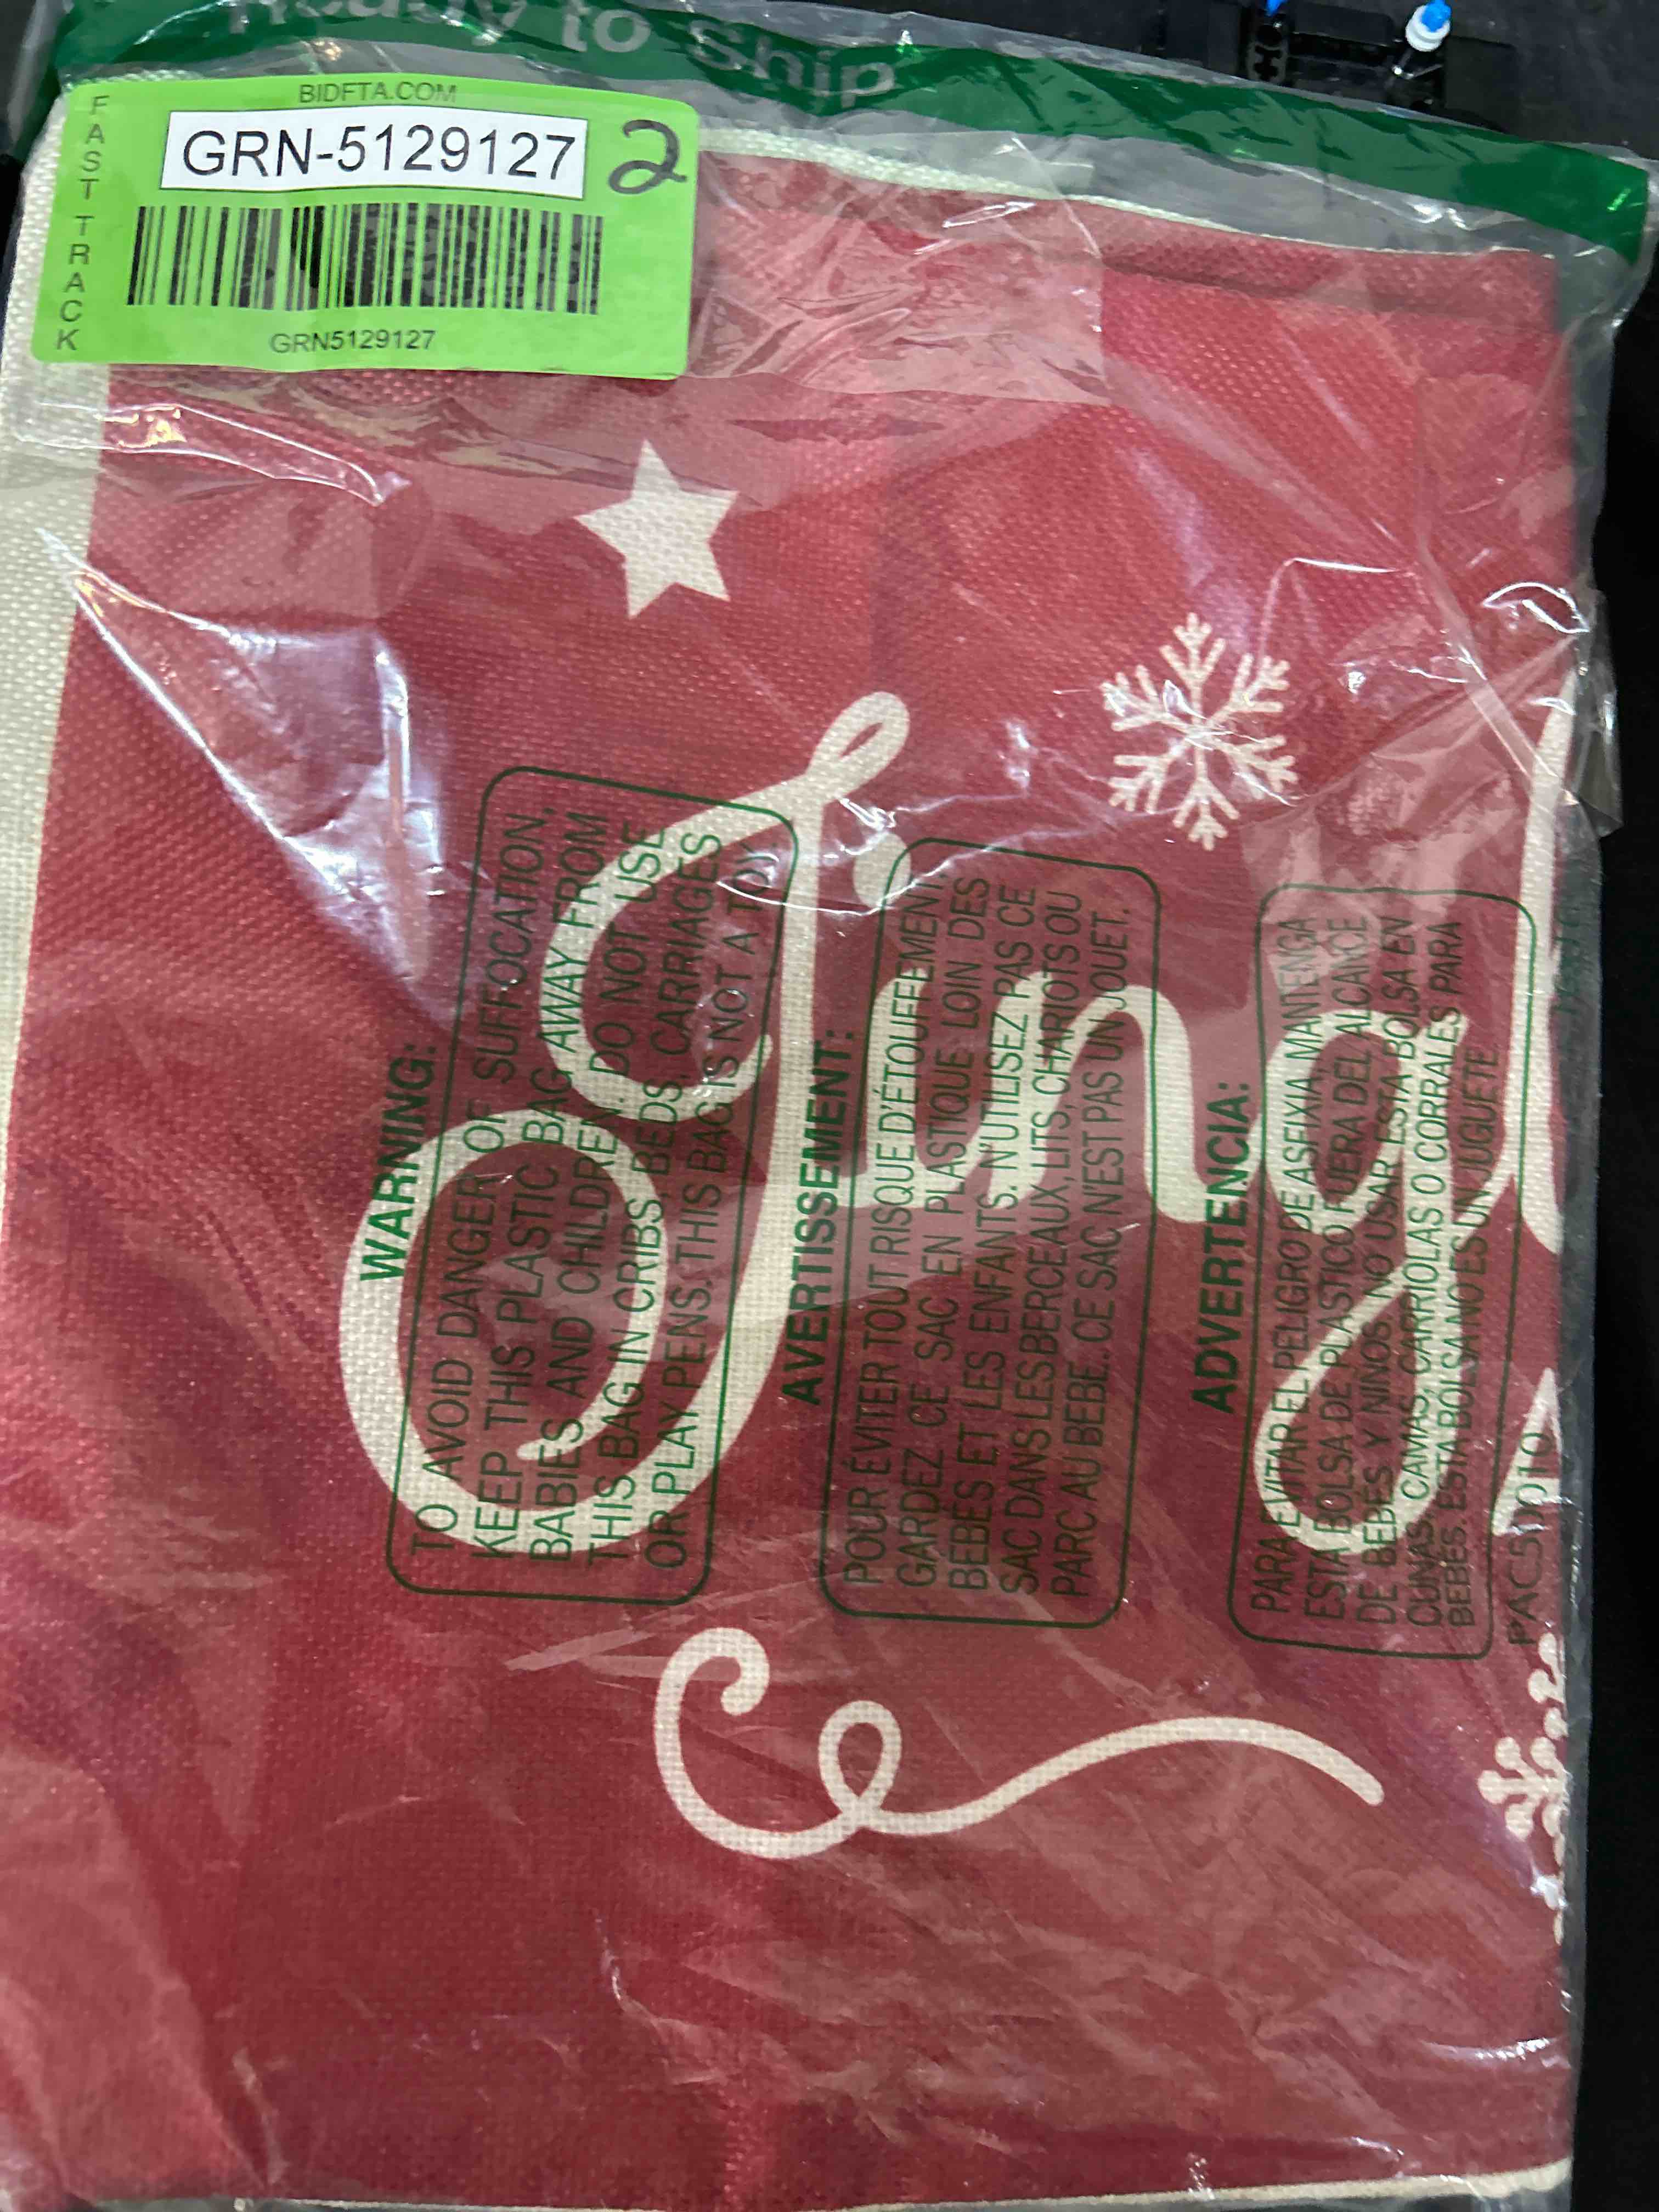 Ready to Ship
BIDFTA.COM
FAST TRACK
GRN-5129127
2
GRN5129127
Jingl
WARNING:
TO AVOID DANGER OF SUFFOCATION,
KEEP THIS PLASTIC BAG AWAY FROM
BABIES AND CHILDREN. DO NOT USE
THIS BAG IN CRIBS, BEDS, CARRIAGES
OR PLAY PENS. THIS BAG IS NOT A TOY
AVERTISSEMENT:
POUR ÉVITER TOUT RISQUE D'ÉTOUFFEMENT,
GARDEZ CE SAC EN PLASTIQUE LOIN DES
BEBES ET LES ENFANTS. N'UTILISEZ PAS CE
SAC DANS LES BERCEAUX, LITS, CHARIOTS OU
PARC AU BEBE. CE SAC N'EST PAS UN JOUET.
ADVERTENCIA:
PARA EVITAR EL PELIGRO DE ASFIXIA, MANTENGA
ESTA BOLSA DE PLASTICO FUERA DEL ALCANCE
DE BEBES Y NINOS. NO USAR ESTA BOLSA EN
CUNAS, CAMAS, CARRIOLAS O CORRALES PARA
BEBES. ESTA BOLSA NO ES UN JUGUETE